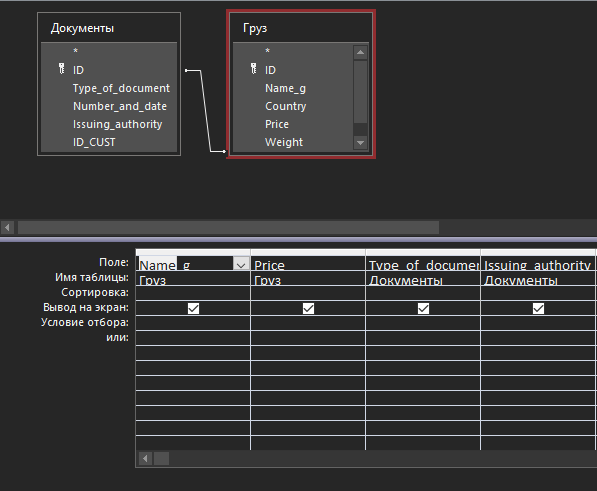 Документы
*
ID
Type_of_document
Number_and_date
Issuing_authority
ID_CUST
Груз
*
ID
Name_g
Country
Price
Weight
Поле: Name_g Price Type_of_documen Issuing_authority
Имя таблицы: Груз Груз Документы Документы
Сортировка:
Вывод на экран:
Условие отбора:
или: